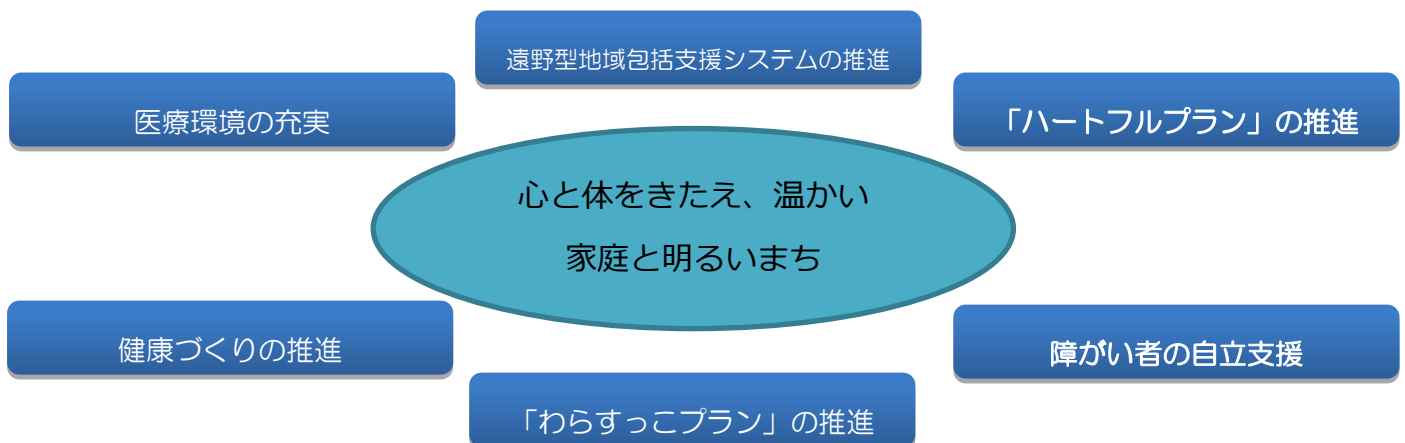 遠野型地域包括支援システムの推進
医療環境の充実
「ハートフルプラン」の推進
心と体をきたえ、温かい
家庭と明るいまち
健康づくりの推進
障がい者の自立支援
「わらすっこプラン」の推進